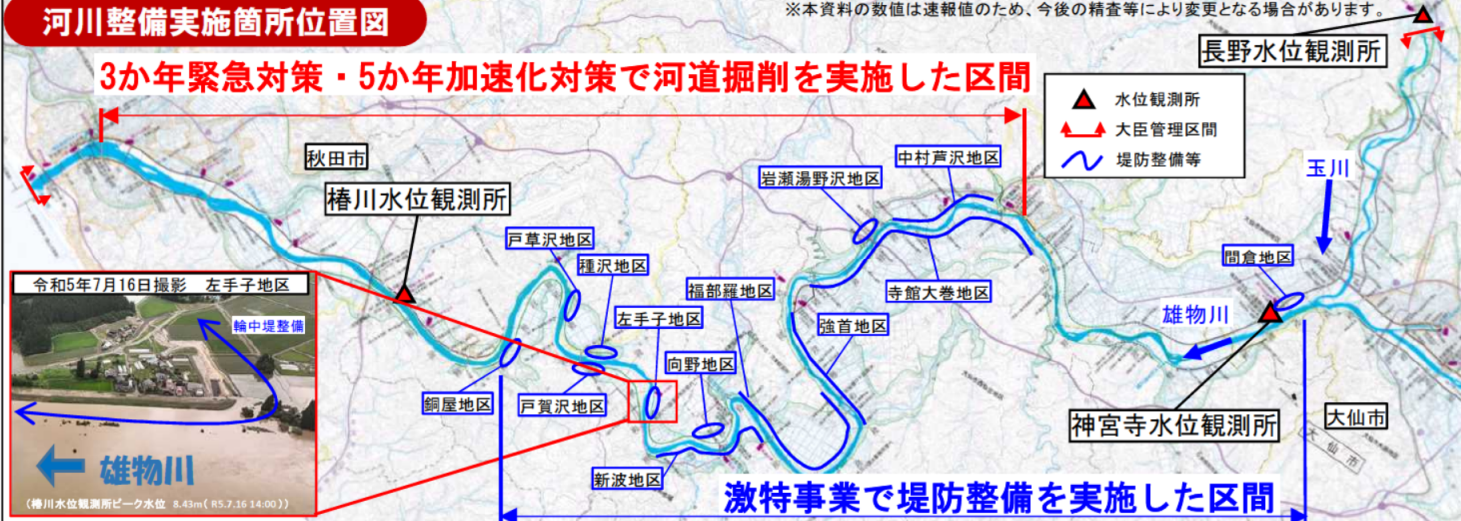 河川整備実施箇所位置図
※本資料の数値は速報値のため、今後の精査等により変更となる場合があります。
長野水位観測所
3か年緊急対策・5か年加速化対策で河道掘削を実施した区間
水位観測所
大臣管理区間
堤防整備等
秋田市
中村芦沢地区
岩瀬湯野沢地区
玉川
椿川水位観測所
戸草沢地区
種沢地区
間倉地区
令和5年7月16日撮影 左手子地区
福部羅地区
寺館大巻地区
輪中堤整備
左手子地区
強首地区
雄物川
向野地区
銅屋地区
戸賀沢地区
神宮寺水位観測所
大仙市
大仙市
雄物川
新波地区
激特事業で堤防整備を実施した区間
(椿川水位観測所ピーク水位 8.43m( R5.7.16 14:00))